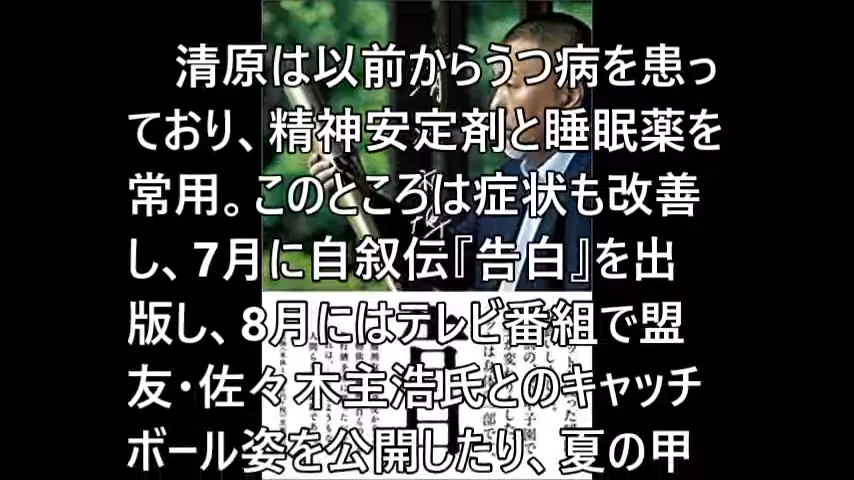 清原は以前からうつ病を患っ
ており、精神安定剤と睡眠薬を
常用。このところは症状も改善
し、7月に自叙伝『告白』を出
版し、8月にはテレビ番組で盟
友・佐々木主浩氏とのキャッチ
ボール姿を公開したり、夏の甲